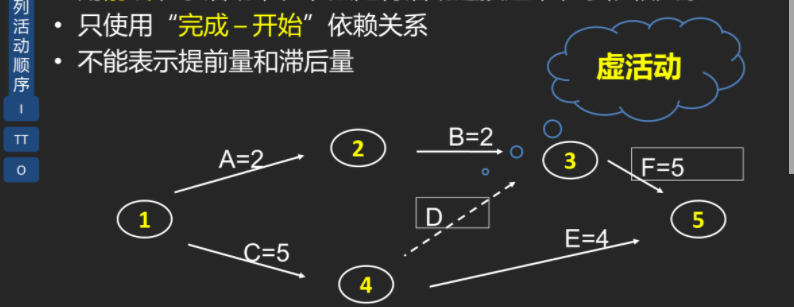 列活动顺序
I
TT
O
• 只使用“完成–开始”依赖关系
• 不能表示提前量和滞后量
虚活动
A=2
2
B=2
3
F=5
1
D
5
C=5
E=4
4